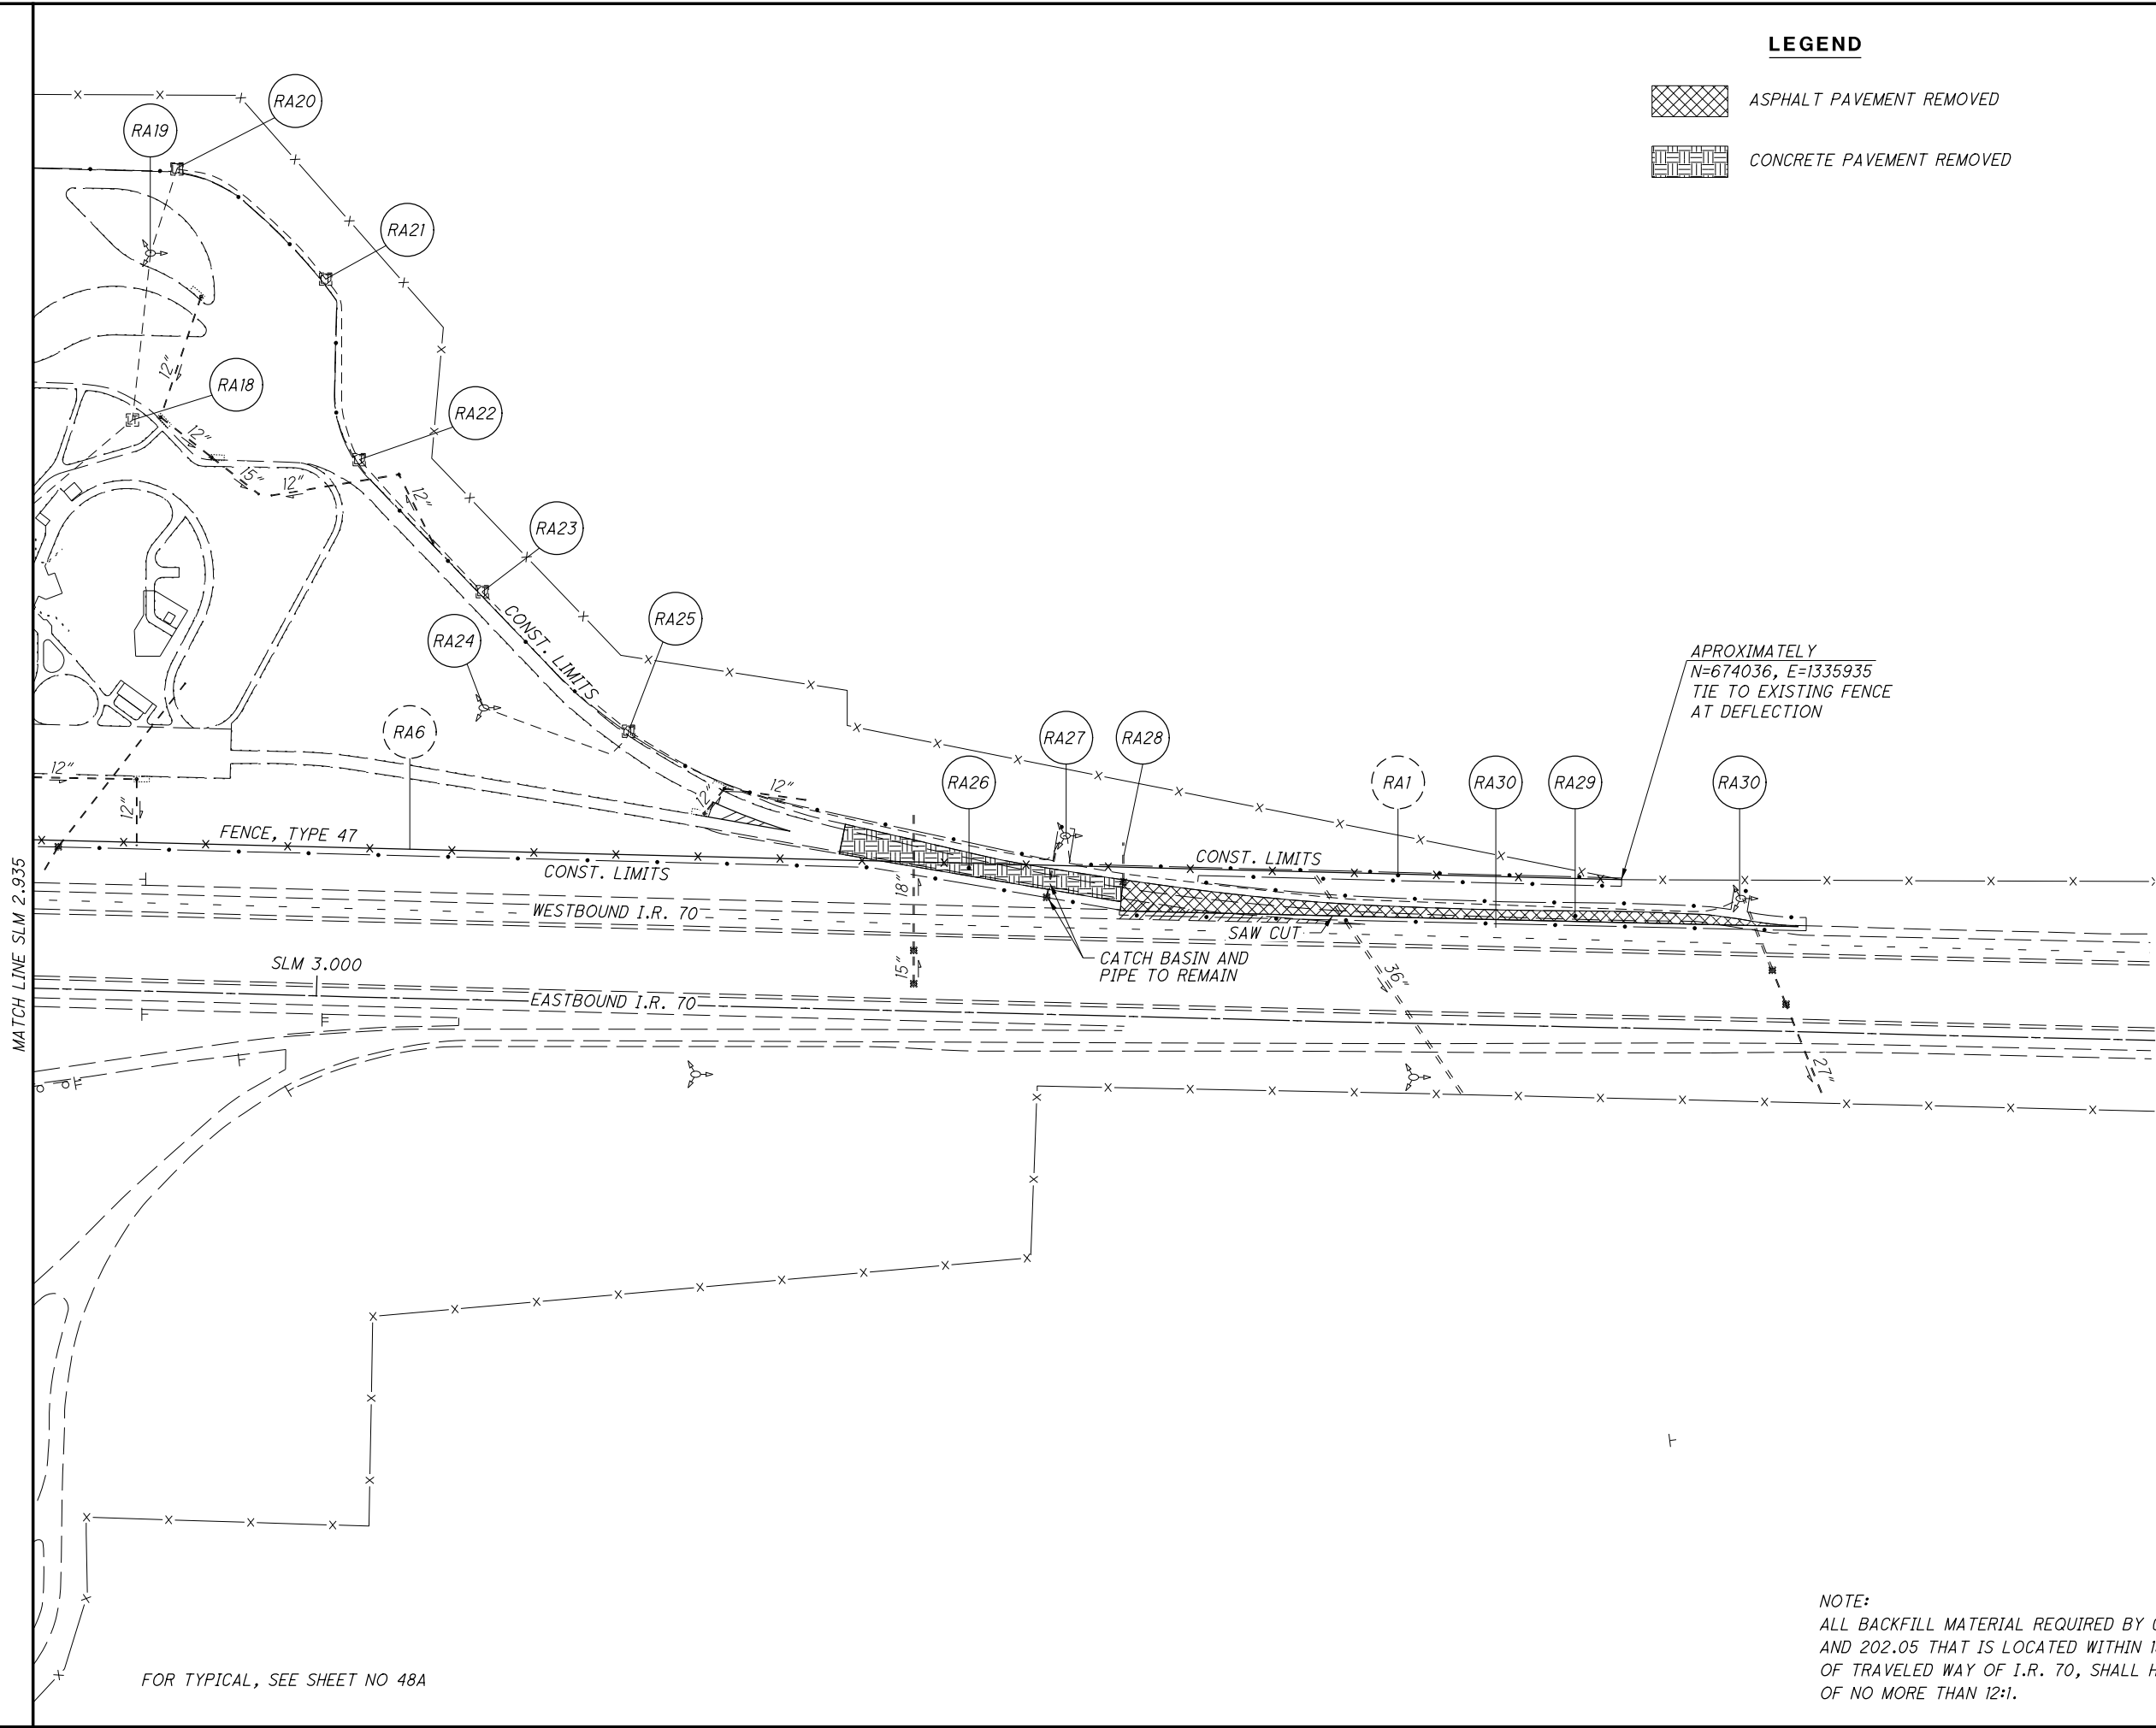 LEGEND
ASPHALT PAVEMENT REMOVED
CONCRETE PAVEMENT REMOVED
RA20
RA19
RA21
12"
RA18
RA22
12"
15"
12"
12"
RA23
CONST. LIMITS
RA24
RA25
APROXIMATELY
N=674036, E=1335935
TIE TO EXISTING FENCE
AT DEFLECTION
RA6
RA27
RA28
RA26
RA1
RA30
RA29
RA30
12"
12"
12"
12"
FENCE, TYPE 47
CONST. LIMITS
CONST. LIMITS
18"
WESTBOUND I.R. 70
SAW CUT
CATCH BASIN AND
PIPE TO REMAIN
15"
36"
SLM 3.000
EASTBOUND I.R. 70
27"
MATCH LINE SLM 2.935
NOTE:
ALL BACKFILL MATERIAL REQUIRED BY
AND 202.05 THAT IS LOCATED WITHIN
OF TRAVELED WAY OF I.R. 70, SHALL
OF NO MORE THAN 12:1.
FOR TYPICAL, SEE SHEET NO 48A